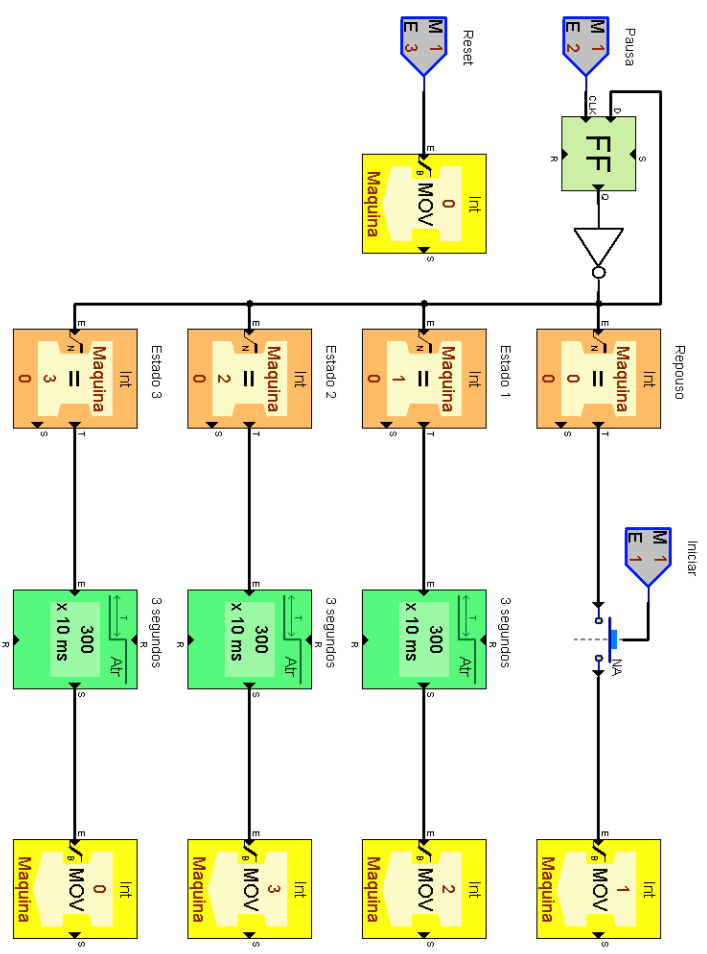 Iniciar
M 1
E 1
Pausa
M 1
E 2
D
CLK
S
FF
R
Q
Repouso
Int
Maquina
E
N
=
0
0
T
S
NA
Int
1
E
B
MOV
Maquina
S
Reset
M 1
E 3
Int
0
E
B
MOV
Maquina
S
Estado 1
Int
Maquina
E
N
=
1
0
T
S
3 segundos
R
T
Atr
E
300
x 10 ms
S
R
Int
2
E
B
MOV
Maquina
S
Estado 2
Int
Maquina
E
N
=
2
0
T
S
3 segundos
R
T
Atr
E
300
x 10 ms
S
R
Int
3
E
B
MOV
Maquina
S
Estado 3
Int
Maquina
E
N
=
3
0
T
S
3 segundos
R
T
Atr
E
300
x 10 ms
S
R
Int
0
E
B
MOV
Maquina
S